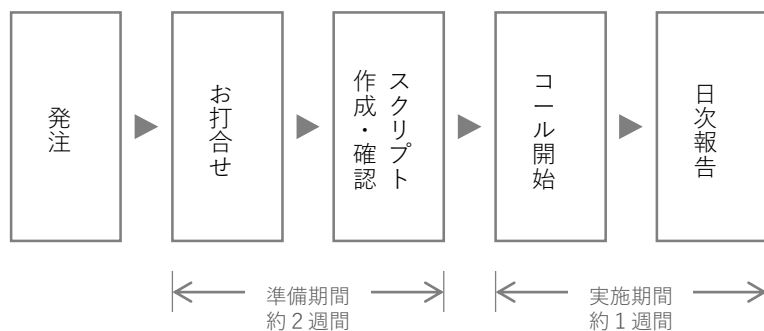 発注
お打合せ
スクリプト
作成・確認
コール開始
日次報告
準備期間
約２週間
実施期間
約１週間